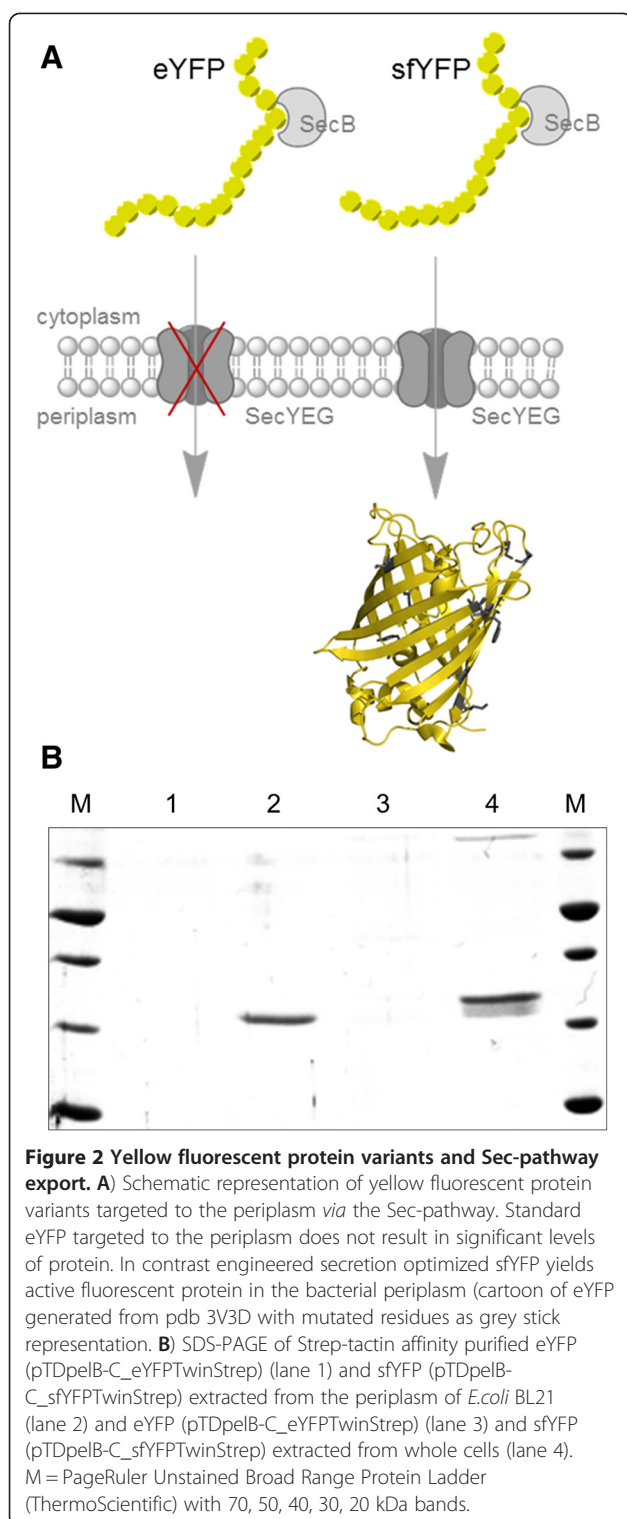 A
eYFP
sfYFP
SecB
SecB
cytoplasm
periplasm
SecYEG
SecYEG
B
M 1 2 3 4 M
Figure 2 Yellow fluorescent protein variants and Sec-pathway
export. A) Schematic representation of yellow fluorescent protein
variants targeted to the periplasm via the Sec-pathway. Standard
eYFP targeted to the periplasm does not result in significant levels
of protein. In contrast engineered secretion optimized sfYFP yields
active fluorescent protein in the bacterial periplasm (cartoon of eYFP
generated from pdb 3V3D with mutated residues as grey stick
representation. B) SDS-PAGE of Strep-tactin affinity purified eYFP
(pTDpelB-C_eYFPTwinStrep) (lane 1) and sfYFP (pTDpelB-
C_sfYFPTwinStrep) extracted from the periplasm of E.coli BL21
(lane 2) and eYFP (pTDpelB-C_eYFPTwinStrep) (lane 3) and sfYFP
(pTDpelB-C_sfYFPTwinStrep) extracted from whole cells (lane 4).
M = PageRuler Unstained Broad Range Protein Ladder
(ThermoScientific) with 70, 50, 40, 30, 20 kDa bands.